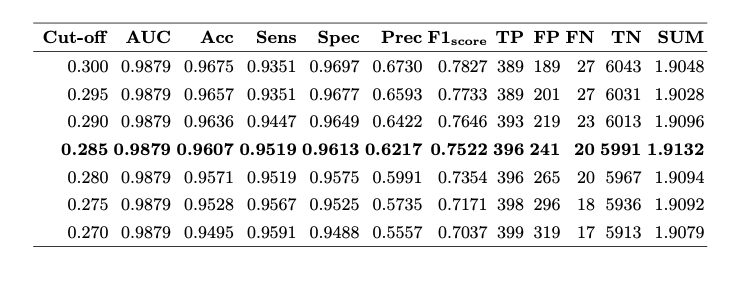 Cut-off AUC Acc Sens Spec Prec F1score TP FP FN TN SUM
0.300 0.9879 0.9675 0.9351 0.9697 0.6730 0.7827 389 189 27 6043 1.9048
0.295 0.9879 0.9657 0.9351 0.9677 0.6593 0.7733 389 201 27 6031 1.9028
0.290 0.9879 0.9636 0.9447 0.9649 0.6422 0.7646 393 219 23 6013 1.9096
0.285 0.9879 0.9607 0.9519 0.9613 0.6217 0.7522 396 241 20 5991 1.9132
0.280 0.9879 0.9571 0.9519 0.9575 0.5991 0.7354 396 265 20 5967 1.9094
0.275 0.9879 0.9528 0.9567 0.9525 0.5735 0.7171 398 296 18 5936 1.9092
0.270 0.9879 0.9495 0.9591 0.9488 0.5557 0.7037 399 319 17 5913 1.9079